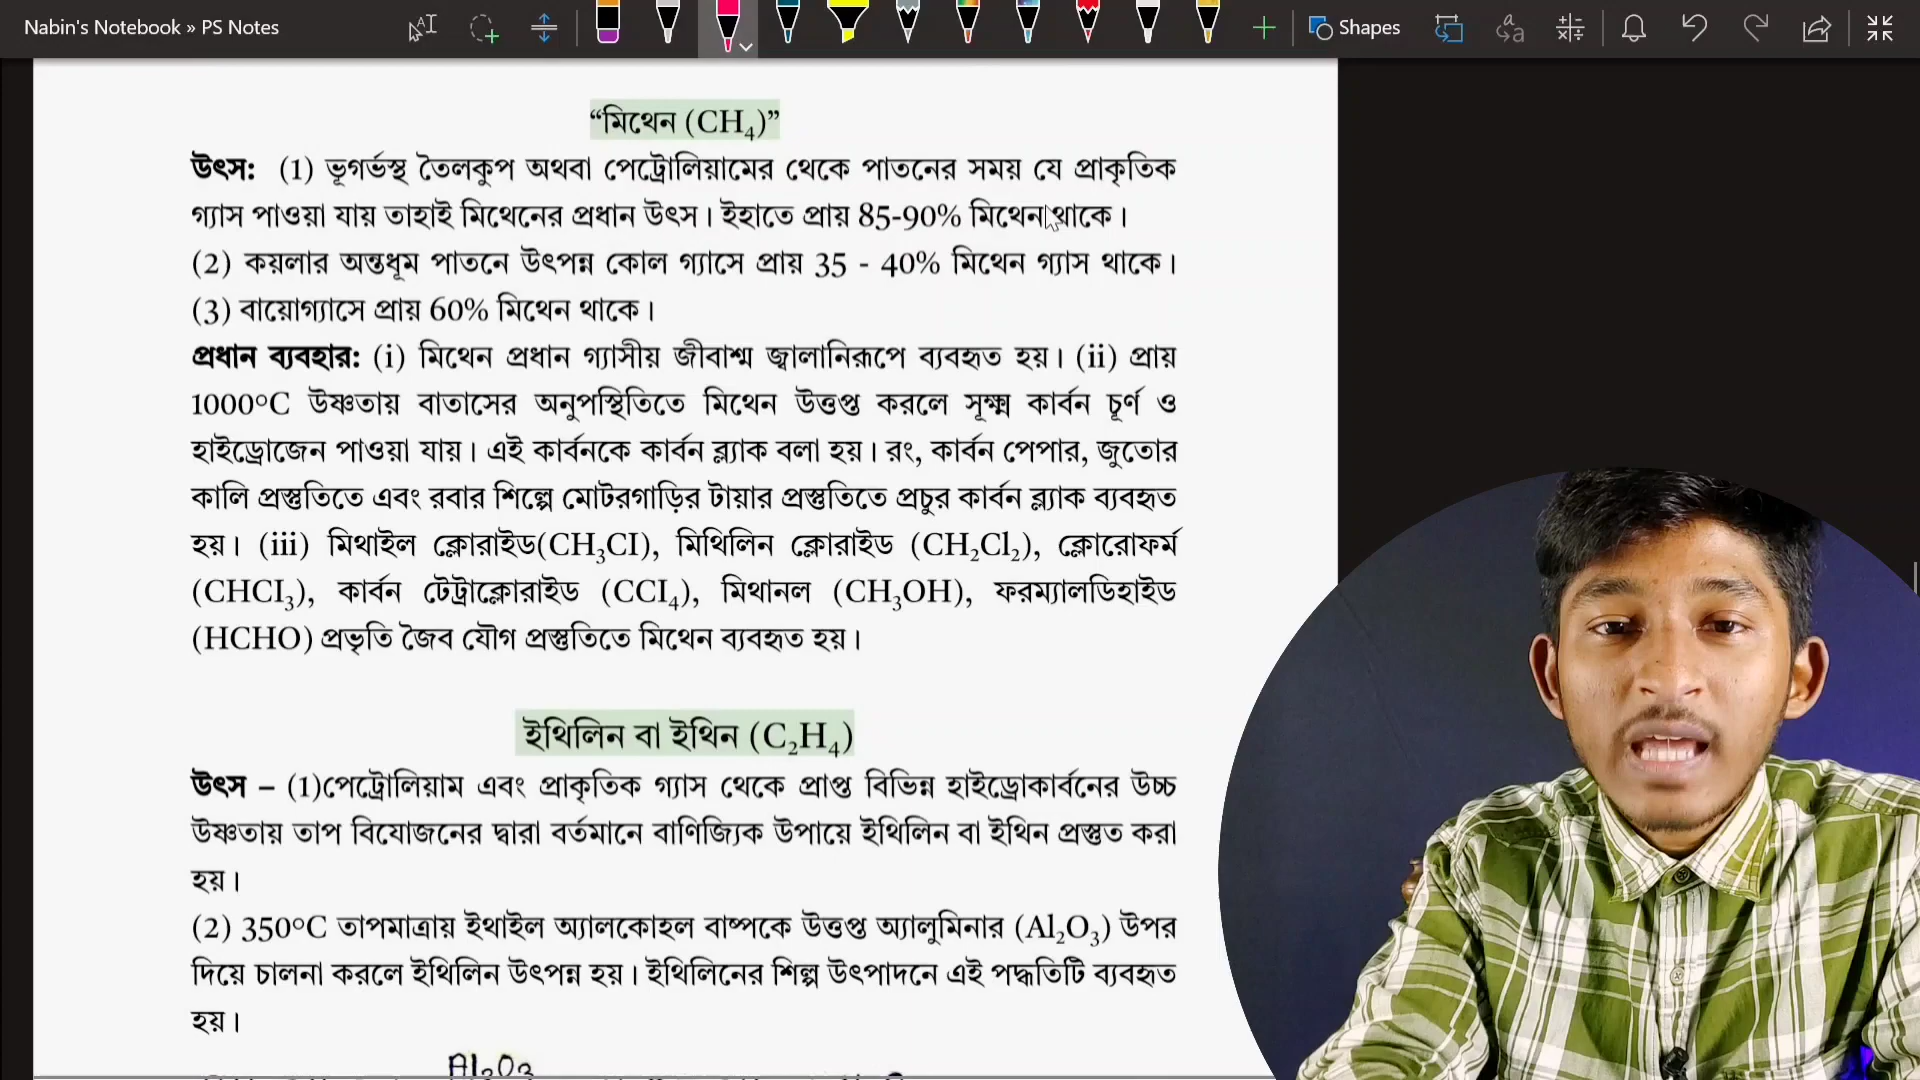 Nabin's Notebook » PS Notes
Shapes
“মিথেন (CH₄)”
উৎস: (1) ভূগর্ভস্থ তৈলকুপ অথবা পেট্রোলিয়ামের থেকে পাতনের সময় যে প্রাকৃতিক
গ্যাস পাওয়া যায় তাহাই মিথেনের প্রধান উৎস। ইহাতে প্রায় 85-90% মিথেন থাকে।
(2) কয়লার অন্তধূম পাতনে উৎপন্ন কোল গ্যাসে প্রায় 35 - 40% মিথেন গ্যাস থাকে।
(3) বায়োগ্যাসে প্রায় 60% মিথেন থাকে।
প্রধান ব্যবহার: (i) মিথেন প্রধান গ্যাসীয় জীবাশ্ম জ্বালানিরূপে ব্যবহৃত হয়। (ii) প্রায়
1000°C উষ্ণতায় বাতাসের অনুপস্থিতিতে মিথেন উত্তপ্ত করলে সূক্ষ্ম কার্বন চূর্ণ ও
হাইড্রোজেন পাওয়া যায়। এই কার্বনকে কার্বন ব্ল্যাক বলা হয়। রং, কার্বন পেপার, জুতোর
কালি প্রস্তুতিতে এবং রবার শিল্পে মোটরগাড়ির টায়ার প্রস্তুতিতে প্রচুর কার্বন ব্ল্যাক ব্যবহৃত
হয়। (iii) মিথাইল ক্লোরাইড(CH₃CI), মিথিলিন ক্লোরাইড (CH₂Cl₂), ক্লোরোফর্ম
(CHCI₃), কার্বন টেট্রাক্লোরাইড (CCI₄), মিথানল (CH₃OH), ফরম্যালডিহাইড
(HCHO) প্রভৃতি জৈব যৌগ প্রস্তুতিতে মিথেন ব্যবহৃত হয়।
ইথিলিন বা ইথিন (C₂H₄)
উৎস – (1)পেট্রোলিয়াম এবং প্রাকৃতিক গ্যাস থেকে প্রাপ্ত বিভিন্ন হাইড্রোকার্বনের উচ্চ
উষ্ণতায় তাপ বিযোজনের দ্বারা বর্তমানে বাণিজ্যিক উপায়ে ইথিলিন বা ইথিন প্রস্তুত করা
হয়।
(2) 350°C তাপমাত্রায় ইথাইল অ্যালকোহল বাষ্পকে উত্তপ্ত অ্যালুমিনার (Al₂O₃) উপর
দিয়ে চালনা করলে ইথিলিন উৎপন্ন হয়। ইথিলিনের শিল্প উৎপাদনে এই পদ্ধতিটি ব্যবহৃত
হয়।
Al₂O₃